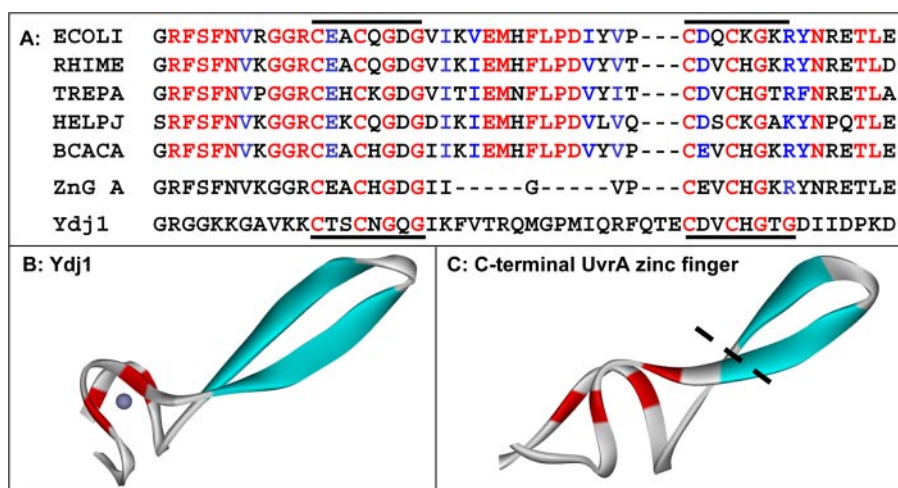 A: ECOLI GRFSFNVRGGRCEACQGDGVIKVEMHFLPDIYVP---CDQCKGKRYNRETLE
RHIME GRFSFNVKGGRCEACQGDGVIKIEMHFLPDVYVT---CDVCHGKRYNRETLD
TREPA GRFSFNVPGGRCEHCKGDGVITIEMNFLPDVYIT---CDVCHGTRFNRETLA
HELPJ SRFSFNVKGGRCEKCQGDGDIKIEMHFLPDVLVQ---CDSCKGAKYNPQTLE
BCACA GRFSFNVKGGRCEACHGDGIIKIEMHFLPDVYVP---CEVCHGKRYNRETLE
ZnG A GRFSFNVKGGRCEACHGDGII-----G----VP---CEVCHGKRYNRETLE
Ydj1 GRGGKKGAVKKCTSCNGQGIKFVTRQMGPMIQRFQTECDVCHGTGDIIDPKD
B: Ydj1
C: C-terminal UvrA zinc finger